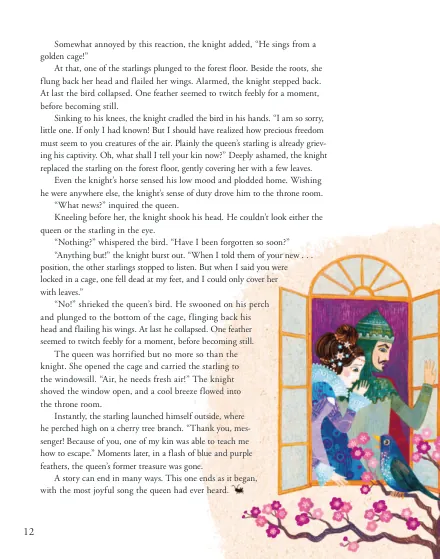 Somewhat annoyed by this reaction, the knight added, “He sings from a
golden cage!”
At that, one of the starlings plunged to the forest floor. Beside the roots, she
flung back her head and flailed her wings. Alarmed, the knight stepped back.
At last the bird collapsed. One feather seemed to twitch feebly for a moment,
before becoming still.
Sinking to his knees, the knight cradled the bird in his hands. “I am so sorry,
little one. If only I had known! But I should have realized how precious freedom
must seem to you creatures of the air. Plainly the queen’s starling is already griev-
ing his captivity. Oh, what shall I tell your kin now?” Deeply ashamed, the knight
replaced the starling on the forest floor, gently covering her with a few leaves.
Even the knight’s horse sensed his low mood and plodded home. Wishing
he were anywhere else, the knight’s sense of duty drove him to the throne room.
“What news?” inquired the queen.
Kneeling before her, the knight shook his head. He couldn’t look either the
queen or the starling in the eye.
“Nothing?” whispered the bird. “Have I been forgotten so soon?”
“Anything but!” the knight burst out. “When I told them of your new . . .
position, the other starlings stopped to listen. But when I said you were
locked in a cage, one fell dead at my feet, and I could only cover her
with leaves.”
“No!” shrieked the queen’s bird. He swooned on his perch
and plunged to the bottom of the cage, flinging back his
head and flailing his wings. At last he collapsed. One feather
seemed to twitch feebly for a moment, before becoming still.
The queen was horrified but no more so than the
knight. She opened the cage and carried the starling to
the windowsill. “Air, he needs fresh air!” The knight
shoved the window open, and a cool breeze flowed into
the throne room.
Instantly, the starling launched himself outside, where
he perched high on a cherry tree branch. “Thank you, mes-
senger! Because of you, one of my kin was able to teach me
how to escape.” Moments later, in a flash of blue and purple
feathers, the queen’s former treasure was gone.
A story can end in many ways. This one ends as it began,
with the most joyful song the queen had ever heard.
12